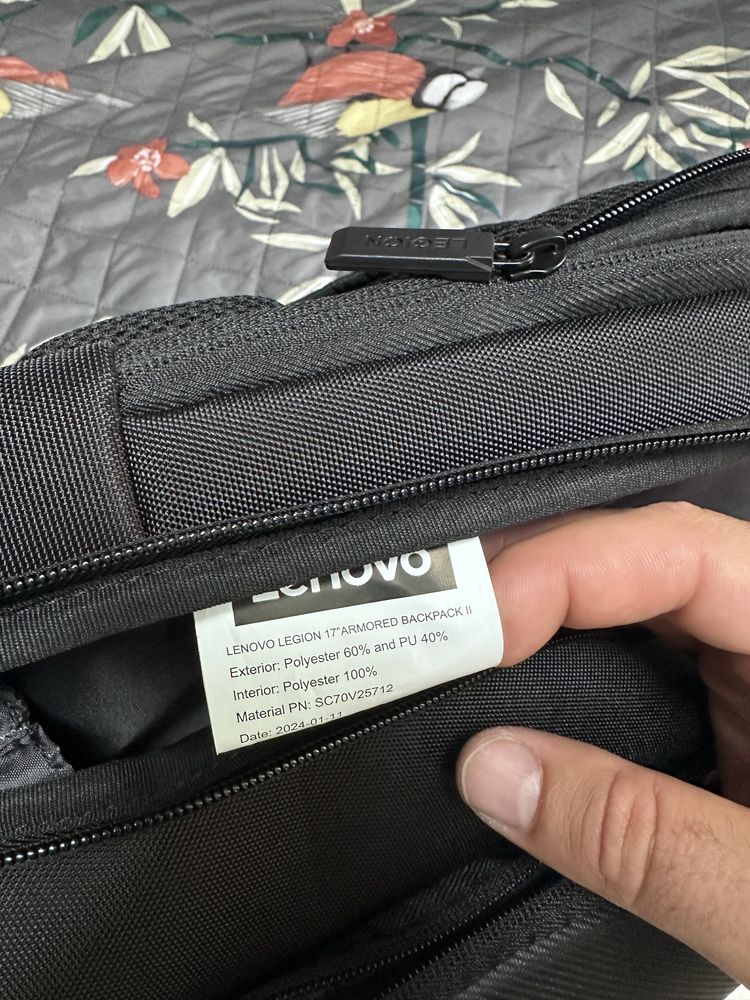 LEGION
Lenovo
LENOVO LEGION 17"ARMORED BACKPACK II
Exterior: Polyester 60% and PU 40%
Interior: Polyester 100%
Material PN: SC70V25712
Date: 2024-01-11